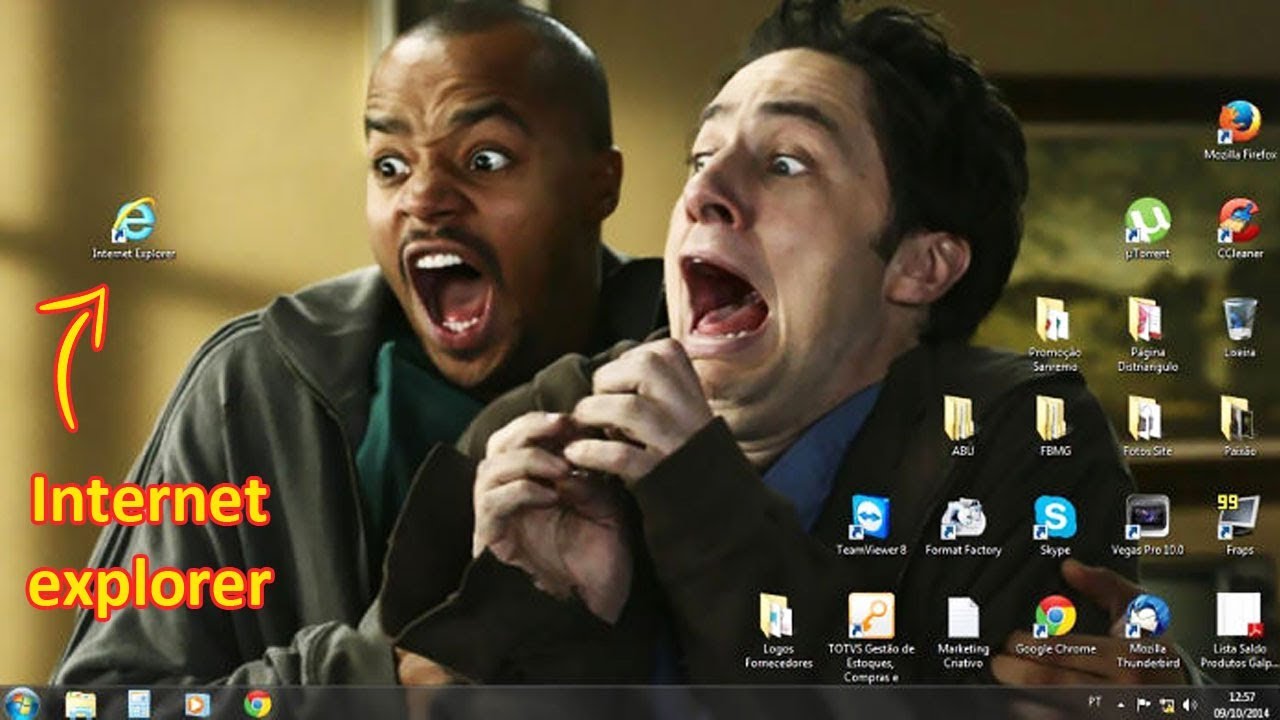 Mozilla Firefox
Internet Explorer
µTorrent
CCleaner
Promoção
Sanremo
Página
Distriangulo
Lixeira
ABLI
FBMG
Fotos Site
Paixão
Internet
explorer
99
TeamViewer 8
Format Factory
Skype
Vegas Pro 10.0
Fraps
Logos
Fornecedores
TOTVS Gestão de
Estoques,
Compras e
Marketing
Criativo
Google Chrome
Mozilla
Thunderbird
Lista Saldo
Produtos Galp...
PT
12:57
09/10/2014